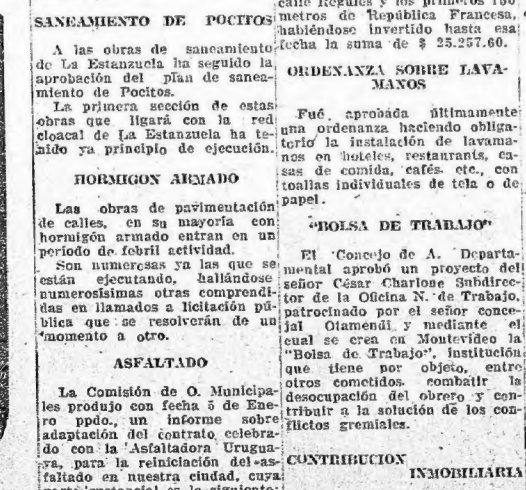 SANEAMIENTO DE POCITOS
A las obras de saneamiento
de La Estanzuela ha seguido la
aprobación del plan de sanea-
miento de Pocitos.
La primera sección de estas
obras que ligará con la red
cloacal de La Estanzuela ha te-
nido ya principio de ejecución.
HORMIGON ARMADO
Las obras de pavimentación
de calles, en su mayoría con
hormigón armado entran en un
período de febril actividad.
Son numerosas ya las que se
están ejecutando, hallándose
numerosísimas otras comprendi-
das en llamados a licitación pú-
blica que se resolverán de un
momento a otro.
ASFALTADO
La Comisión de O. Municipa-
les produjo con fecha 5 de Ene-
ro ppdo., un informe sobre
adaptación del contrato celebra-
do con la Asfaltadora Urugua-
ya, para la reiniciación del as-
faltado en nuestra ciudad, cuya
calle Regules y los primeros 150
metros de República Francesa,
habiéndose invertido hasta esa
fecha la suma de $ 25.257.60.
ORDENANZA SOBRE LAVA-
MANOS
Fué aprobada últimamente
una ordenanza haciendo obliga-
torio la instalación de lavama-
nos en hoteles, restaurants, ca-
sas de comida, cafés. etc., con
toallas individuales de tela o de
papel.
"BOLSA DE TRABAJO"
El Concejo de A. Departa-
mental aprobó un proyecto del
señor César Charlone Subdirec-
tor de la Oficina N. de Trabajo,
patrocinado por el señor conce-
jal Otamendi y mediante el
cual se crea en Montevideo la
"Bolsa de Trabajo", institución
que tiene por objeto, entre
otros cometidos. combatir la
desocupación del obrero y con-
tribuir a la solución de los con-
flictos gremiales.
CONTRIBUCION
INMOBILIARIA